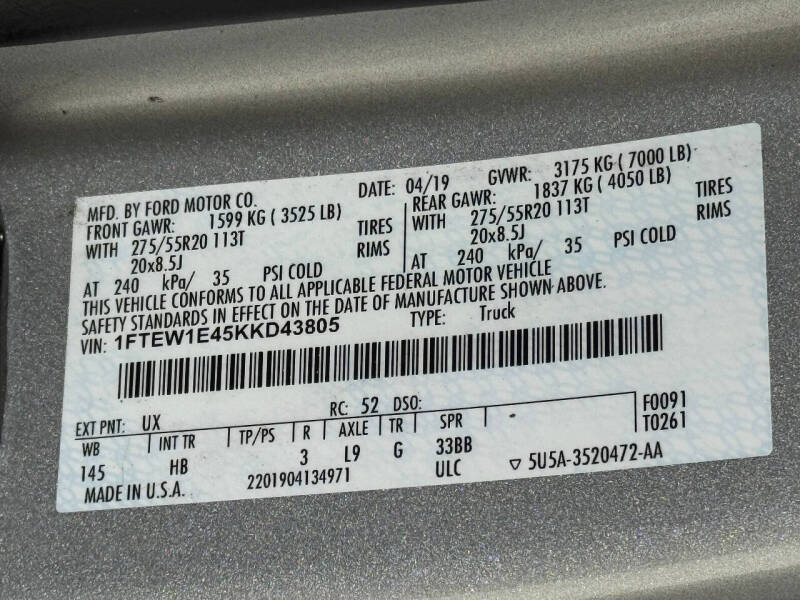 MFD. BY FORD MOTOR CO. DATE: 04/19 GVWR: 3175 KG ( 7000 LB)
FRONT GAWR: 1599 KG ( 3525 LB) REAR GAWR: 1837 KG ( 4050 LB)
WITH 275/55R20 113T TIRES WITH 275/55R20 113T TIRES
20x8.5J RIMS 20x8.5J RIMS
AT 240 kPa/ 35 PSI COLD AT 240 kPa/ 35 PSI COLD
THIS VEHICLE CONFORMS TO ALL APPLICABLE FEDERAL MOTOR VEHICLE
SAFETY STANDARDS IN EFFECT ON THE DATE OF MANUFACTURE SHOWN ABOVE.
VIN: 1FTEW1E45KKD43805 TYPE: Truck
EXT PNT: UX RC: 52 DSO: F0091
WB INT TR TP/PS R AXLE TR SPR T0261
145 HB 3 L9 G 33BB
MADE IN U.S.A. 2201904134971 ULC ▽ 5U5A-3520472-AA